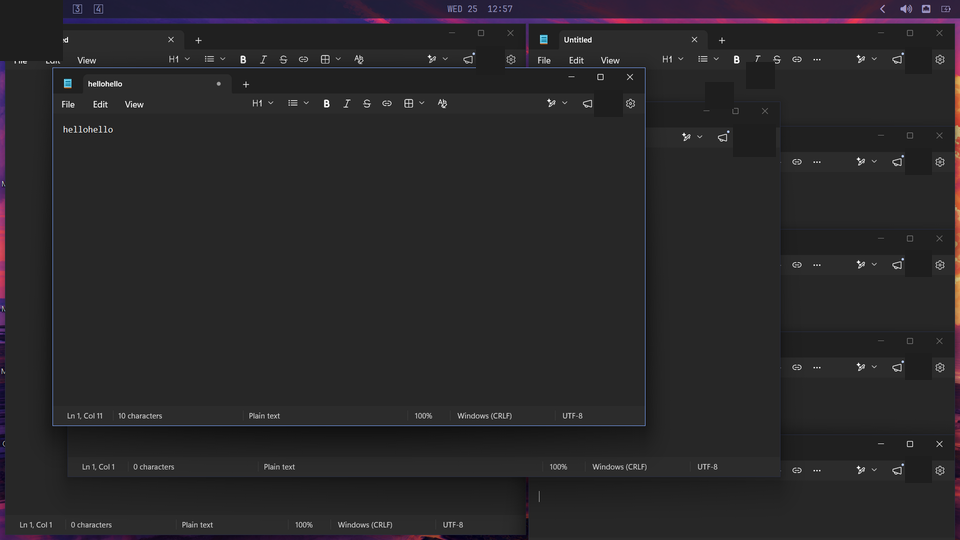 3 4 WED 25 12:57
Untitled
File Edit View H1 B I S
hellohello
File Edit View H1 B I S
hellohello
Ln 1, Col 11 10 characters Plain text 100% Windows (CRLF) UTF-8
Ln 1, Col 1 0 characters Plain text 100% Windows (CRLF) UTF-8
Ln 1, Col 1 0 characters Plain text 100% Windows (CRLF) UTF-8